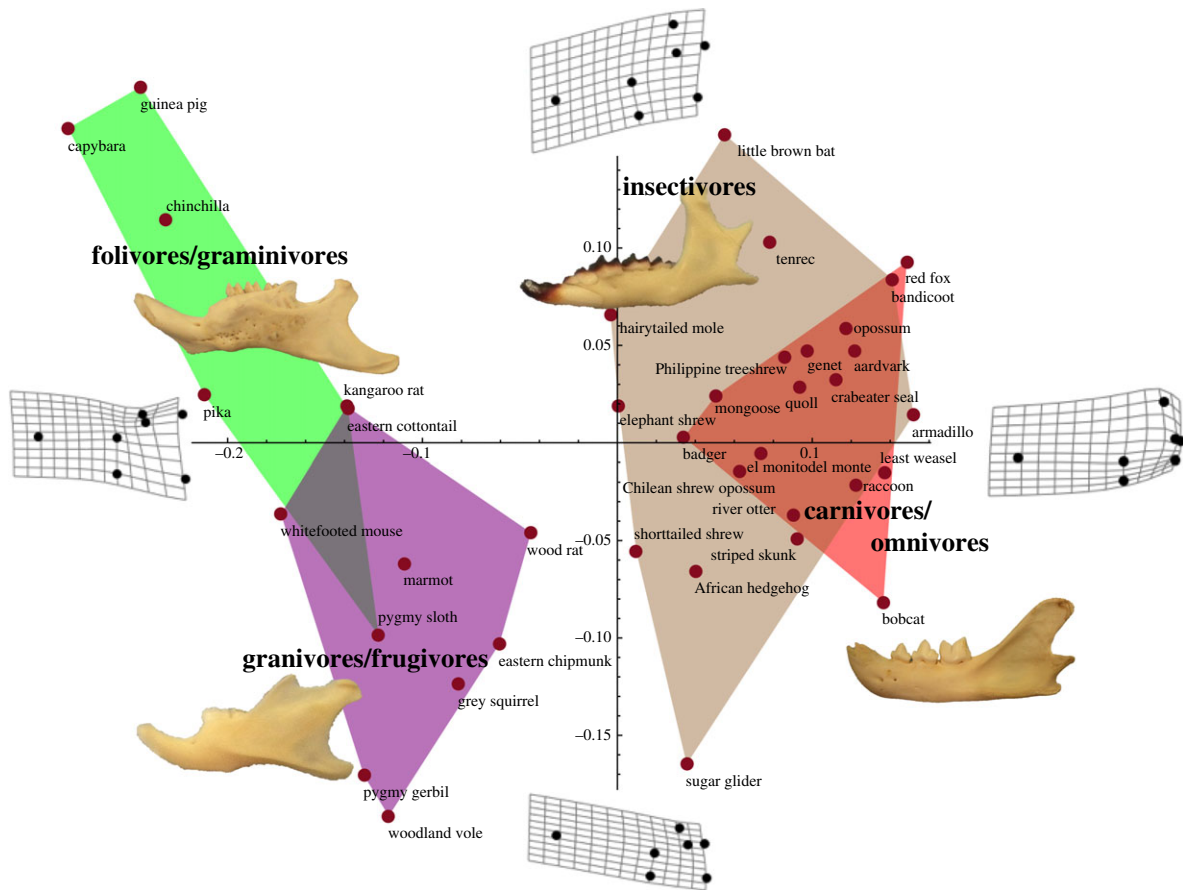 guinea pig
capybara
little brown bat
insectivores
chinchilla
folivores/graminivores
0.10
tenrec
red fox
bandicoot
hairytailed mole
opossum
0.05
Philippine treeshrew
genet
aardvark
kangaroo rat
pika
eastern cottontail
elephant shrew
mongoose
quoll
crabeater seal
armadillo
−0.2
−0.1
badger
0.1
el monitodel monte
least weasel
Chilean shrew opossum
raccoon
river otter
carnivores/
omnivores
whitefooted mouse
wood rat
−0.05
shorttailed shrew
striped skunk
marmot
African hedgehog
pygmy sloth
bobcat
−0.10
granivores/frugivores
eastern chipmunk
grey squirrel
−0.15
pygmy gerbil
sugar glider
woodland vole